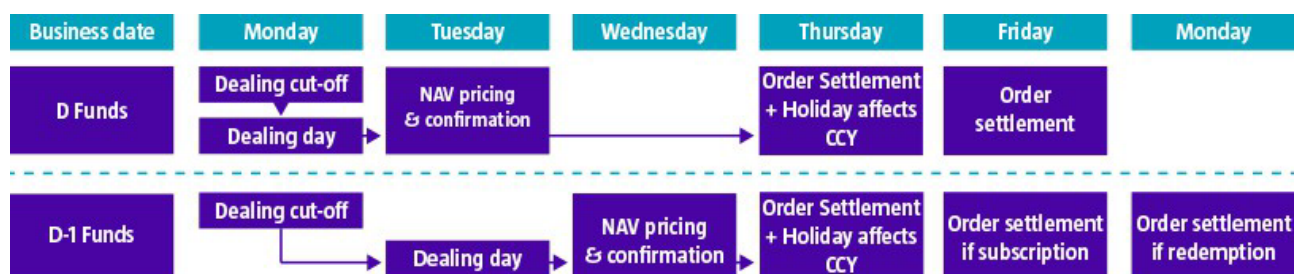 Business date
Monday
Tuesday
Wednesday
Thursday
Friday
Monday
D Funds
Dealing cut-off
Dealing day
NAV pricing
& confirmation
Order Settlement
+ Holiday affects
CCY
Order
settlement
D-1 Funds
Dealing cut-off
Dealing day
NAV pricing
& confirmation
Order Settlement
+ Holiday affects
CCY
Order settlement
if subscription
Order settlement
if redemption